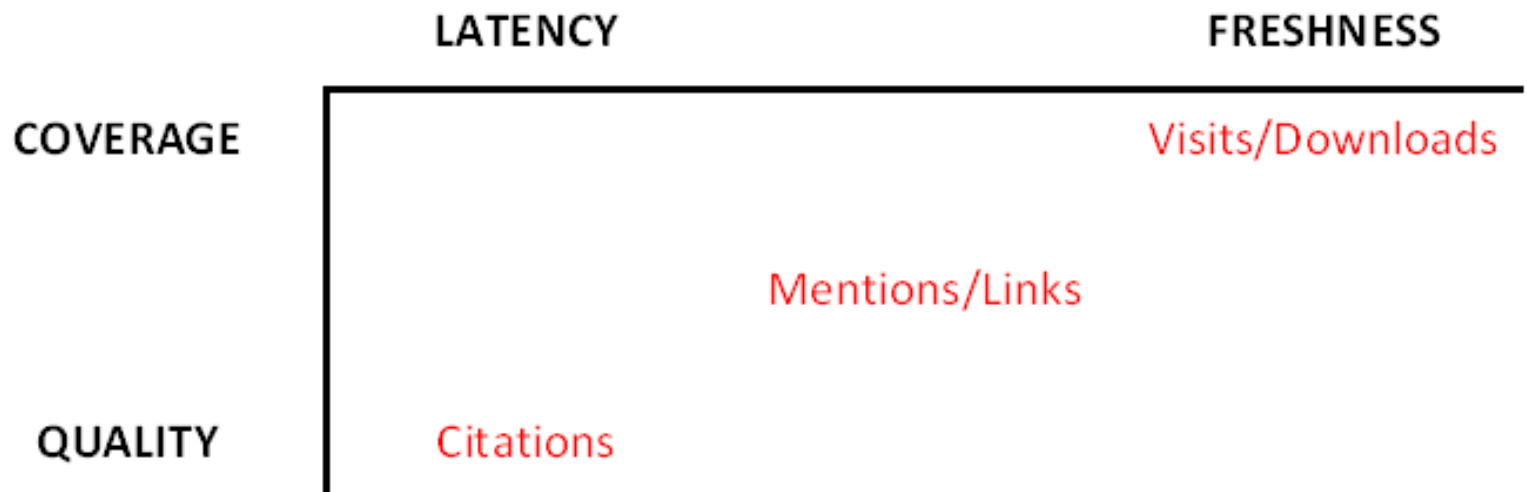 LATENCY FRESHNESS
COVERAGE Visits/Downloads
Mentions/Links
QUALITY Citations